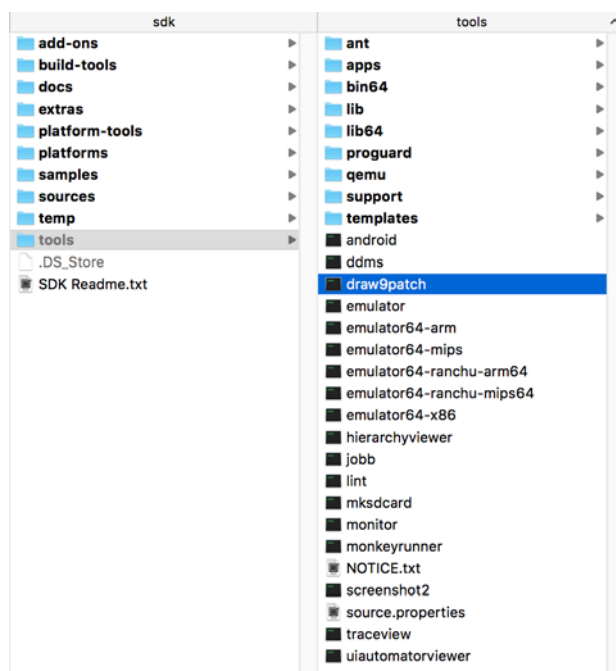 sdk
add-ons
build-tools
docs
extras
platform-tools
platforms
samples
sources
temp
tools
.DS_Store
SDK Readme.txt
tools
ant
apps
bin64
lib
lib64
proguard
qemu
support
templates
android
ddms
draw9patch
emulator
emulator64-arm
emulator64-mips
emulator64-ranchu-arm64
emulator64-ranchu-mips64
emulator64-x86
hierarchyviewer
jobb
lint
mksdcard
monitor
monkeyrunner
NOTICE.txt
screenshot2
source.properties
traceview
uiautomatorviewer